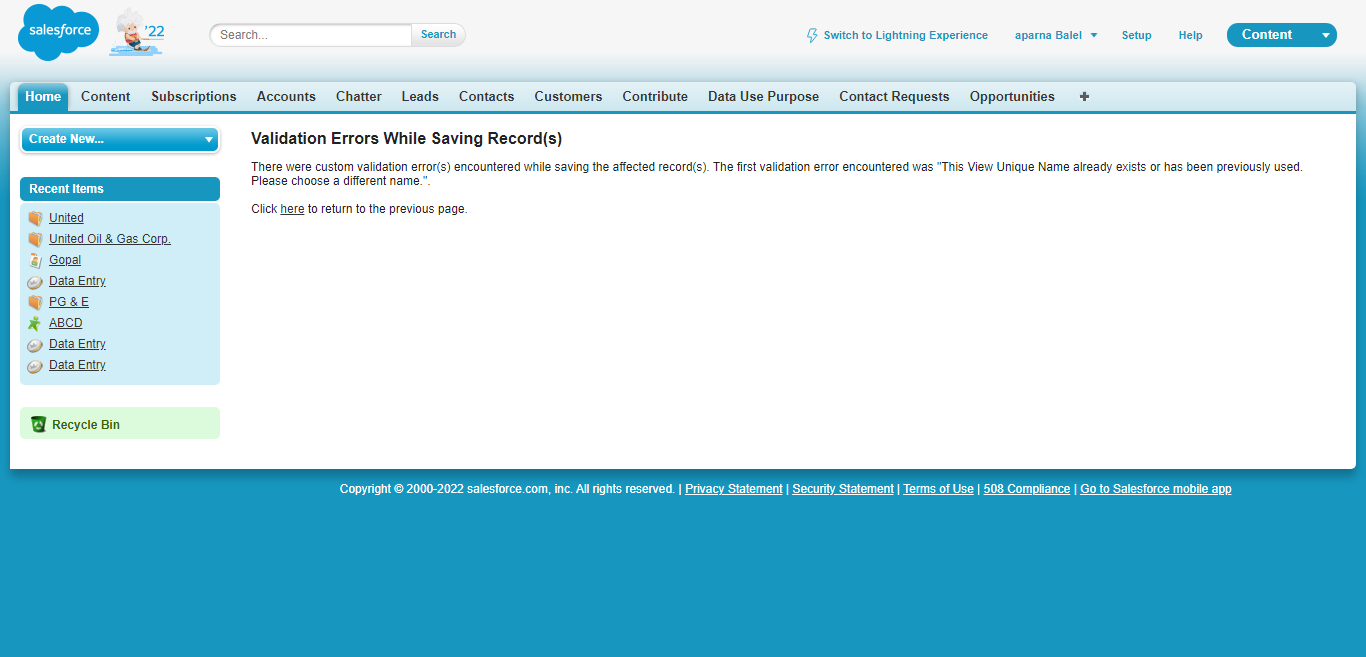 salesforce
'22
Search...
Search
Switch to Lightning Experience
aparna Balel
Setup
Help
Content
Home
Content
Subscriptions
Accounts
Chatter
Leads
Contacts
Customers
Contribute
Data Use Purpose
Contact Requests
Opportunities
Create New...
Recent Items
United
United Oil & Gas Corp.
Gopal
Data Entry
PG & E
ABCD
Data Entry
Data Entry
Recycle Bin
Validation Errors While Saving Record(s)
There were custom validation error(s) encountered while saving the affected record(s). The first validation error encountered was "This View Unique Name already exists or has been previously used.
Please choose a different name.".
Click here to return to the previous page.
Copyright © 2000-2022 salesforce.com, inc. All rights reserved. | Privacy Statement | Security Statement | Terms of Use | 508 Compliance | Go to Salesforce mobile app